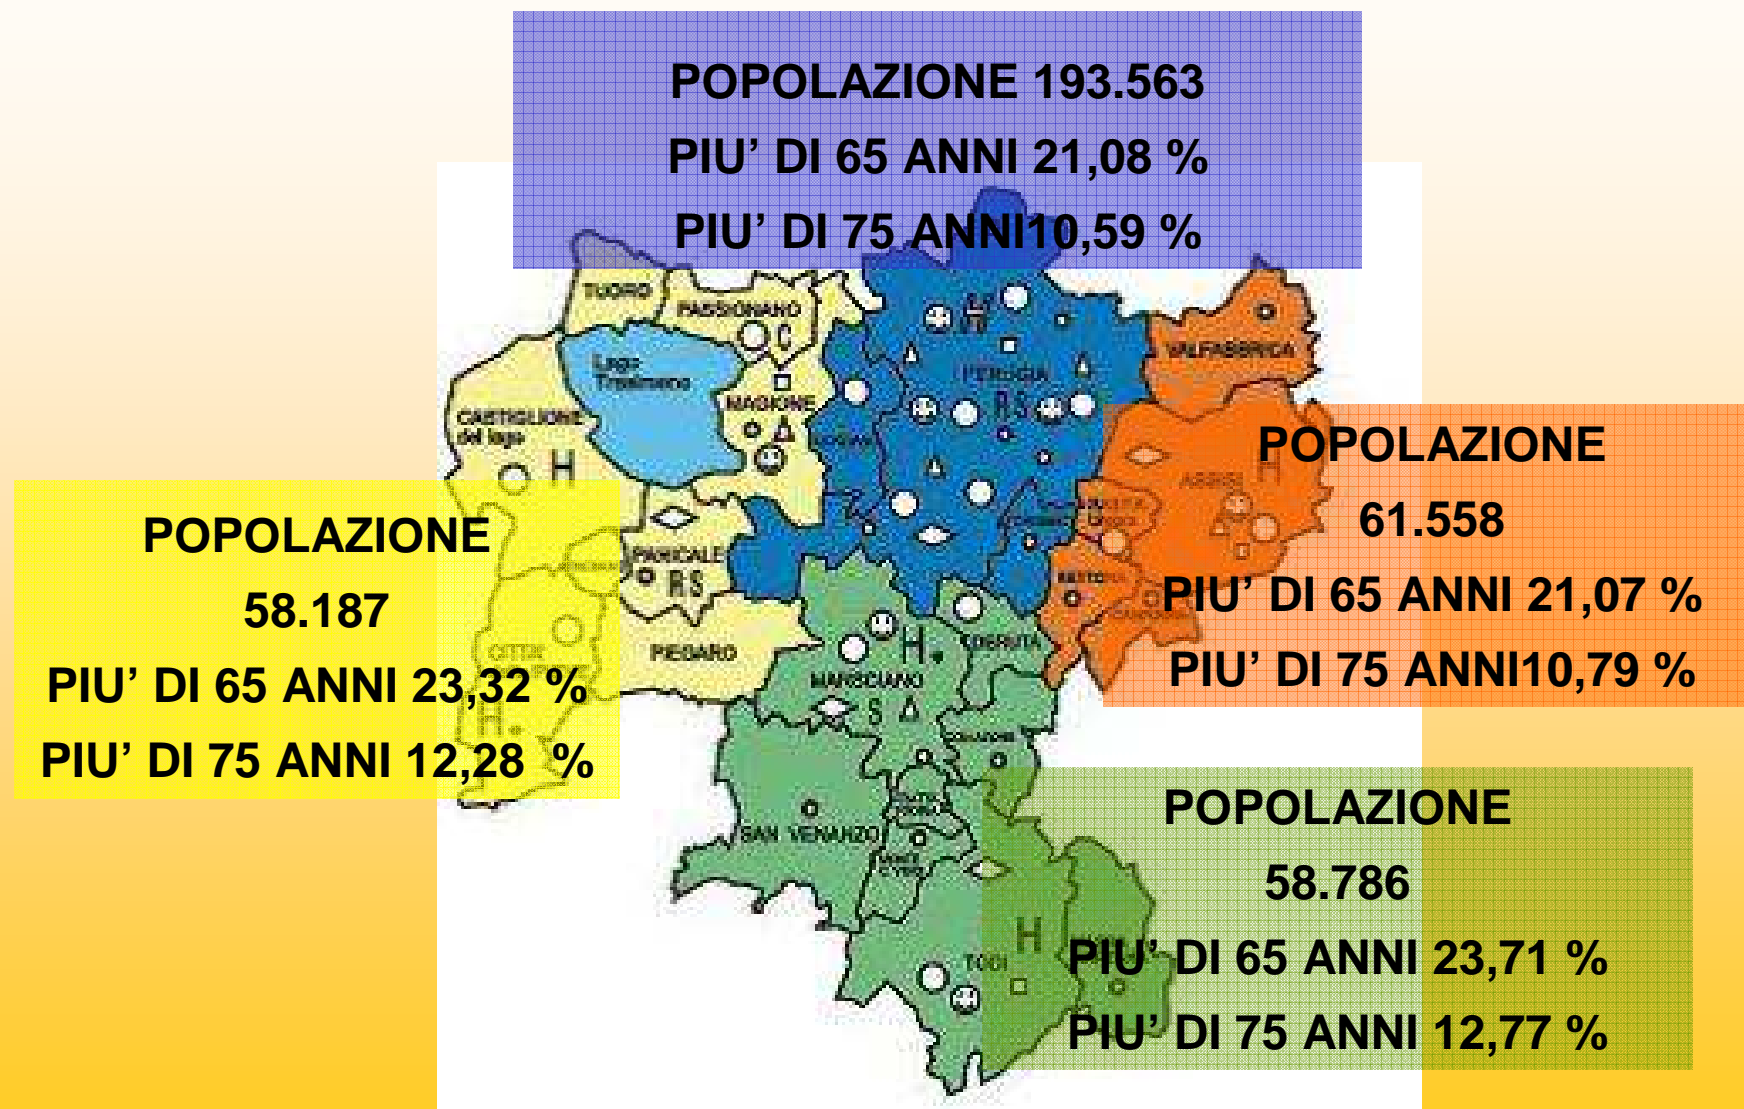 POPOLAZIONE 193.563
PIU’ DI 65 ANNI 21,08 %
PIU’ DI 75 ANNI10,59 %
TUORO
PASSIGNANO
C
Lago
Trasimeno
PERUGIA
VALFABBRICA
MAGIONE
R S
CASTIGLIONE
del lago
H
POPOLAZIONE
61.558
PIU’ DI 65 ANNI 21,07 %
PIU’ DI 75 ANNI10,79 %
ASSISI
H
POPOLAZIONE
58.187
PIU’ DI 65 ANNI 23,32 %
PIU’ DI 75 ANNI 12,28 %
H.
PANICALE
R S
BETTONA
PIEGARO
H.
DERUTA
MARSCIANO
S
SAN VENANZO
POPOLAZIONE
58.786
PIU’ DI 65 ANNI 23,71 %
PIU’ DI 75 ANNI 12,77 %
H
TODI